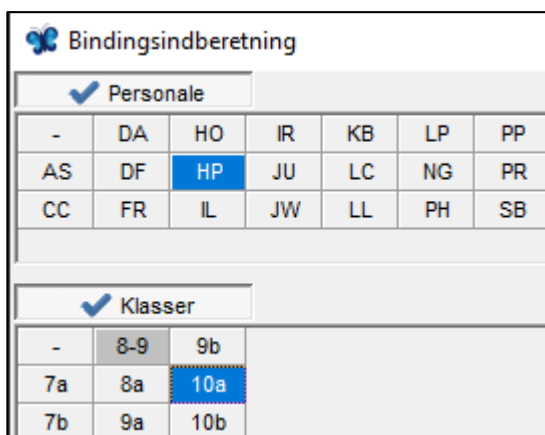 Bindingsindberetning
Personale
- DA HO IR KB LP PP
AS DF HP JU LC NG PR
CC FR IL JW LL PH SB
Klasser
- 8-9 9b
7a 8a 10a
7b 9a 10b